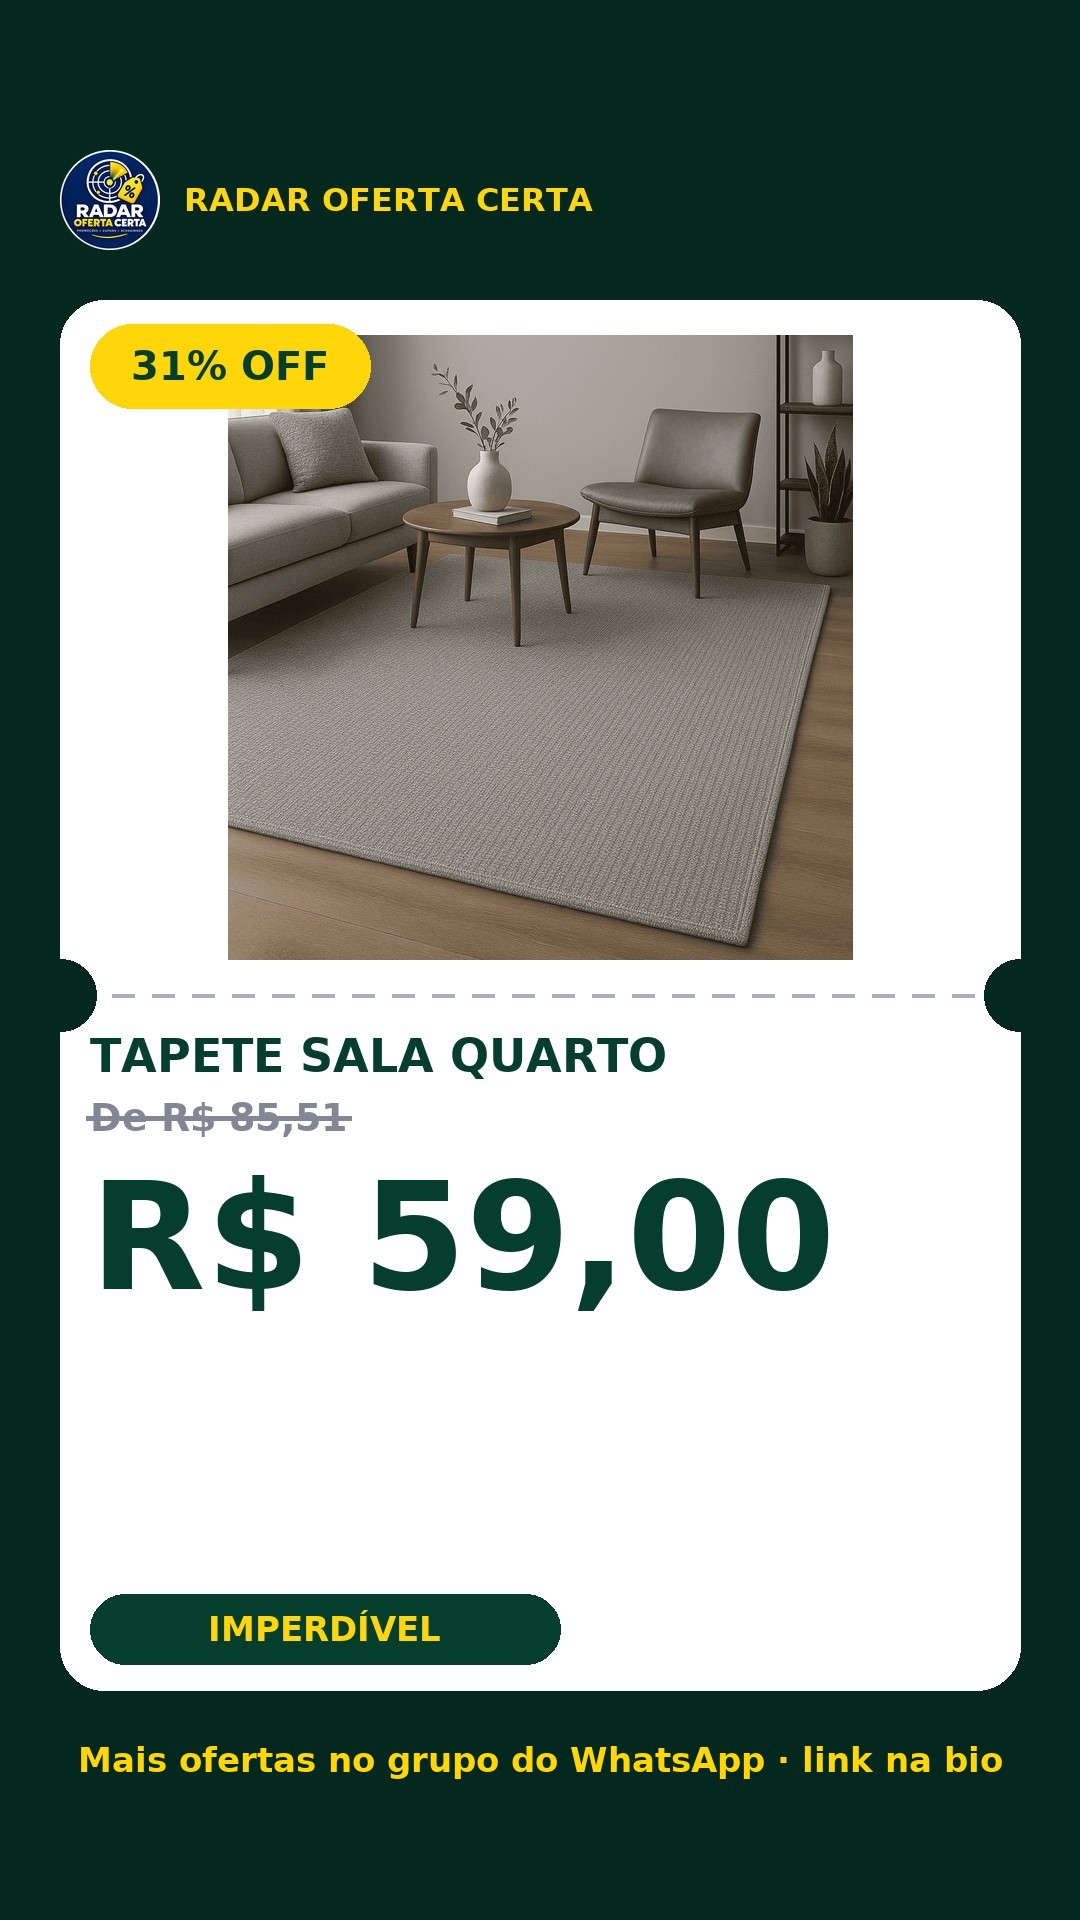 RADAR
OFERTA CERTA
RADAR OFERTA CERTA
31% OFF
TAPETE SALA QUARTO
De R$ 85,51
R$ 59,00
IMPERDÍVEL
Mais ofertas no grupo do WhatsApp · link na bio